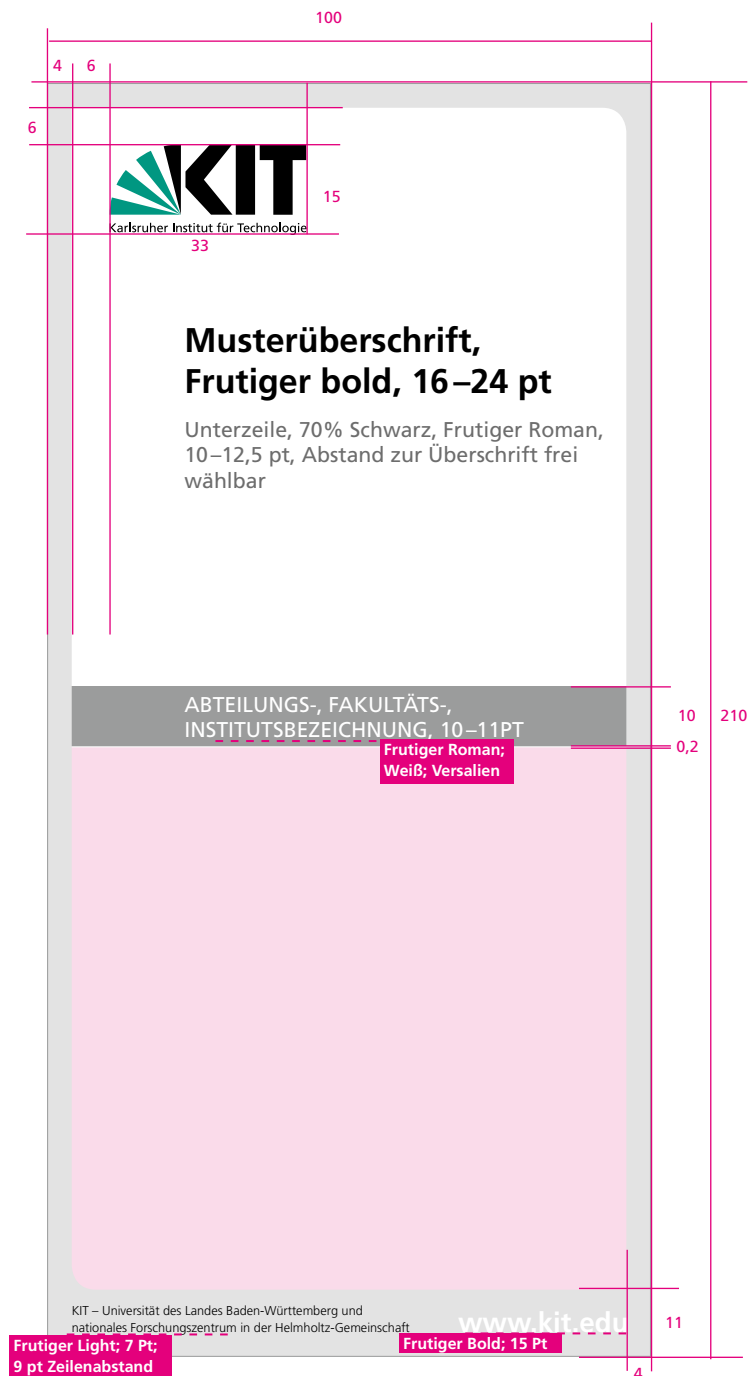 100
4 6
6
KIT
15
Karlsruher Institut für Technologie
33
Musterüberschrift,
Frutiger bold, 16–24 pt
Unterzeile, 70% Schwarz, Frutiger Roman,
10–12,5 pt, Abstand zur Überschrift frei
wählbar
ABTEILUNGS-, FAKULTÄTS-,
INSTITUTSBEZEICHNUNG, 10–11PT
10 210
0,2
Frutiger Roman;
Weiß; Versalien
KIT – Universität des Landes Baden-Württemberg und
nationales Forschungszentrum in der Helmholtz-Gemeinschaft
www.kit.edu
11
Frutiger Light; 7 Pt;
9 pt Zeilenabstand
Frutiger Bold; 15 Pt
4